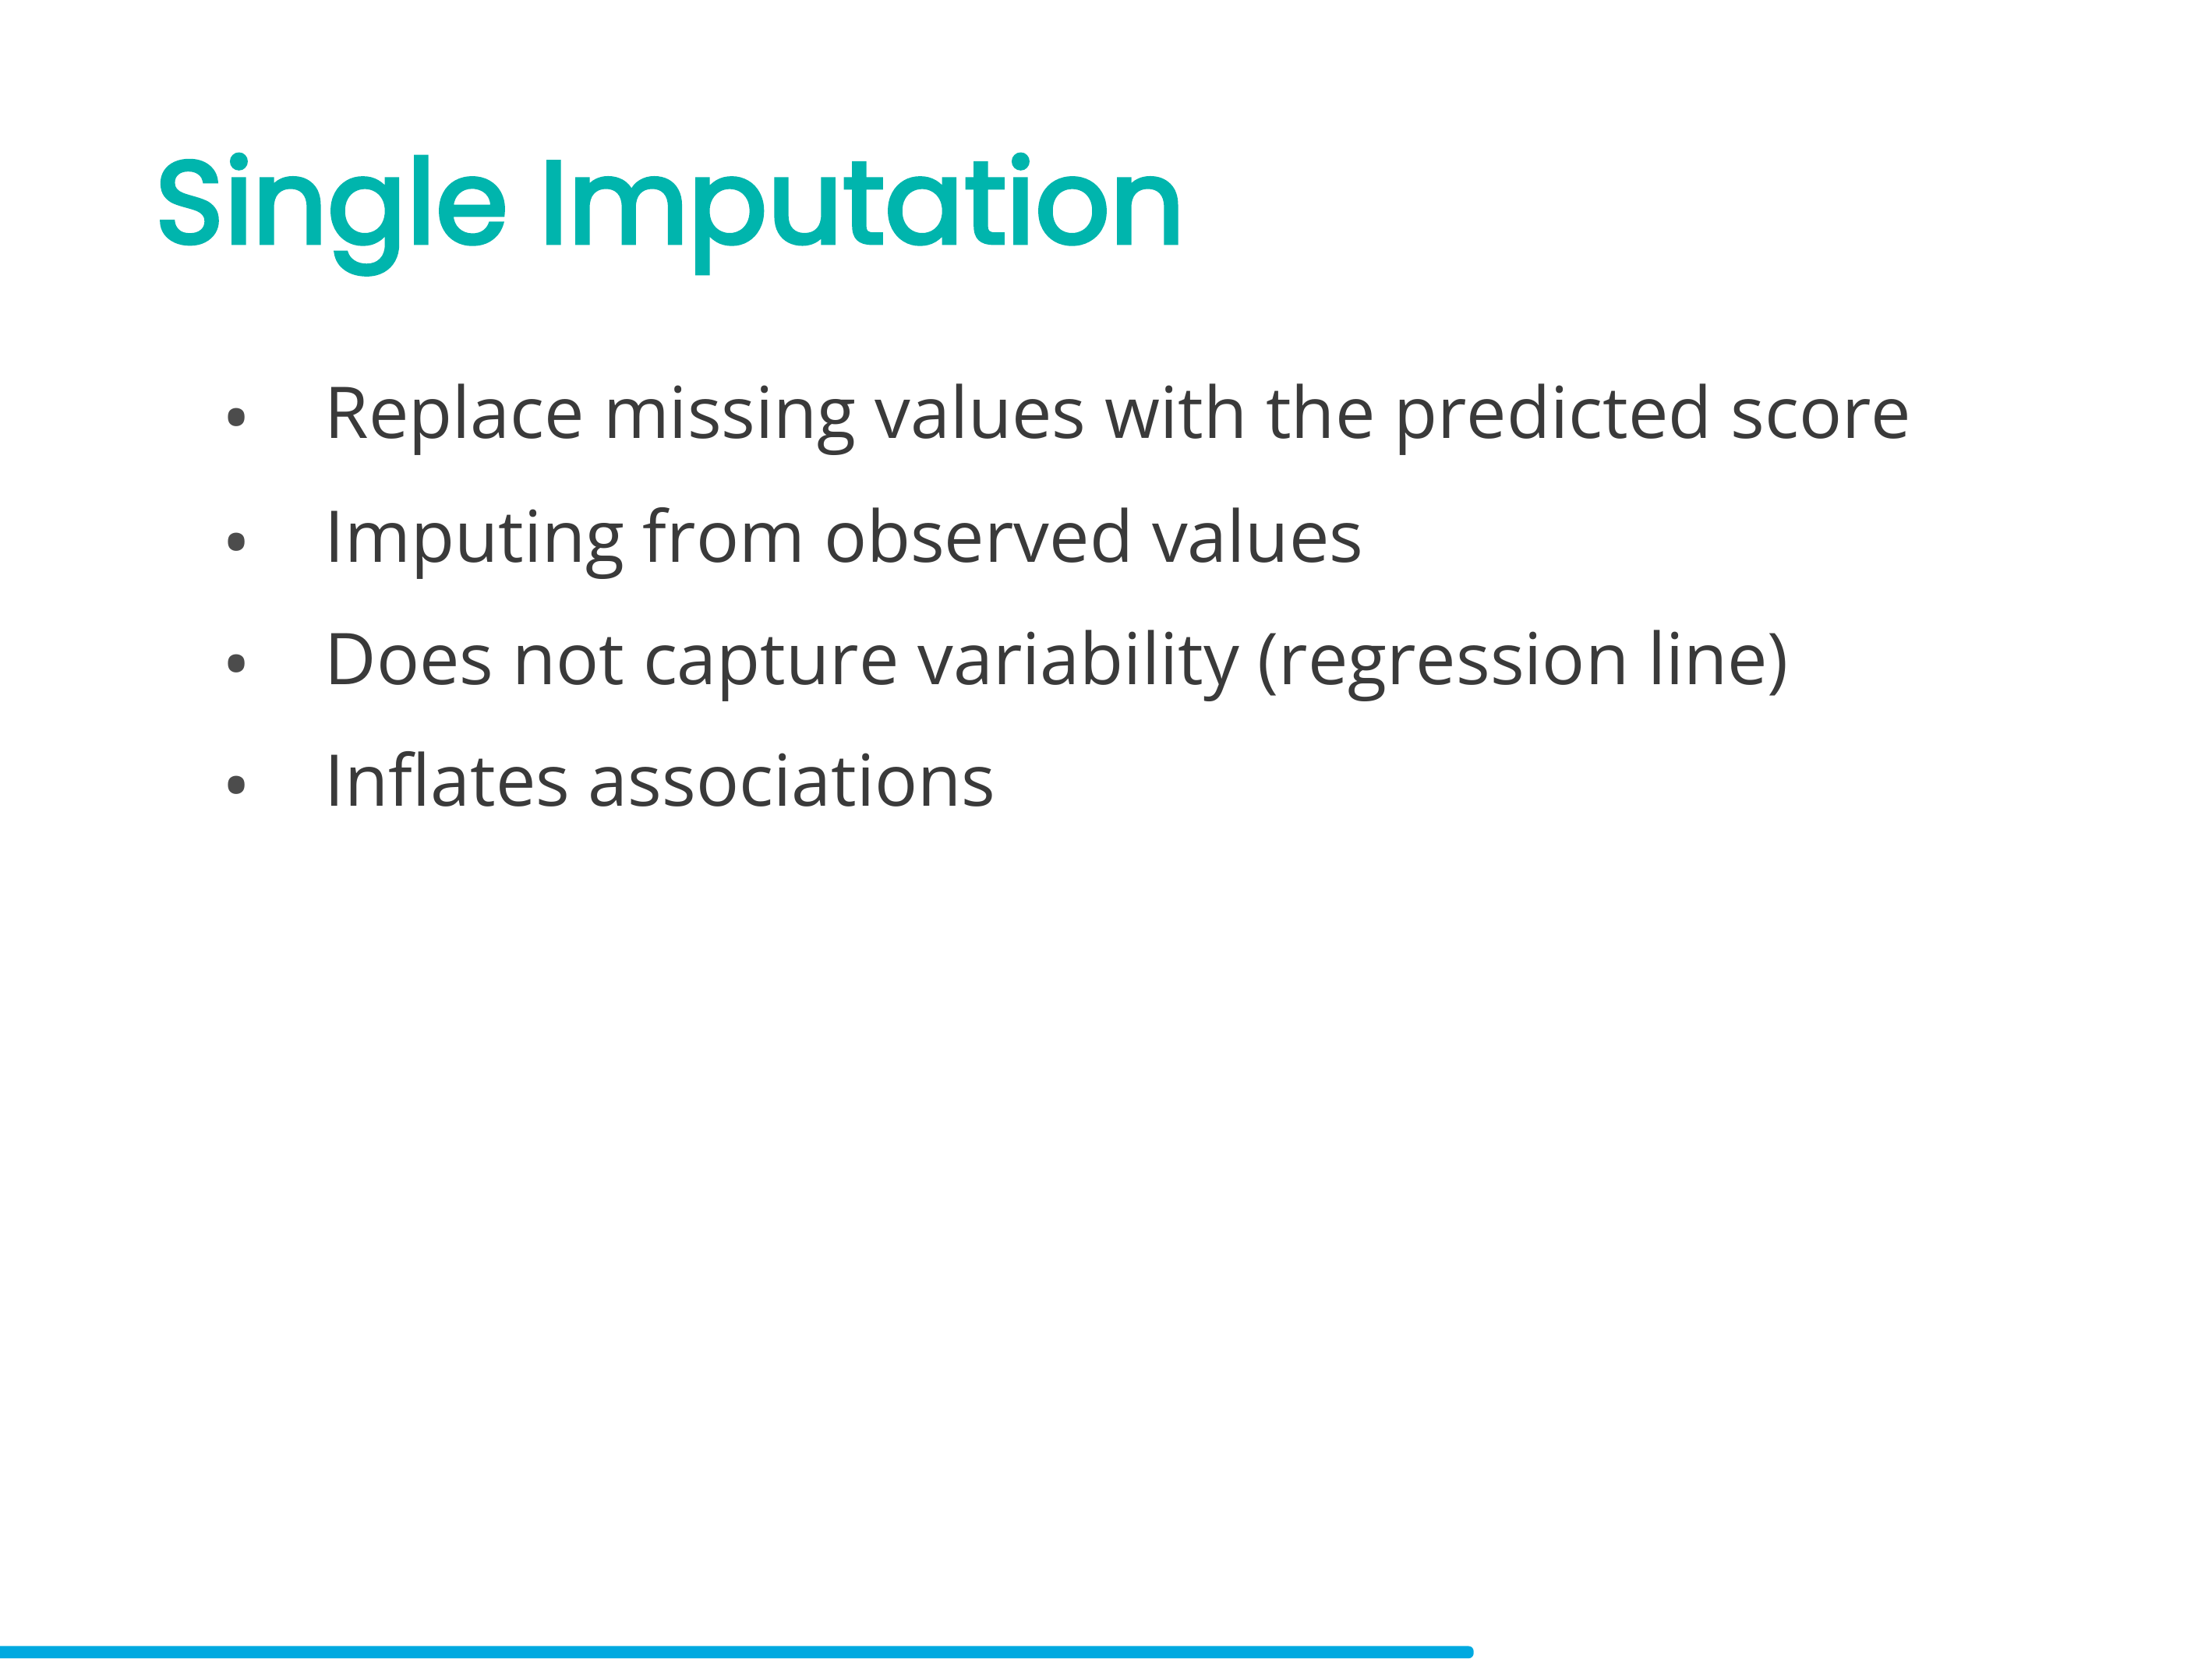 Single Imputation
• Replace missing values with the predicted score
• Imputing from observed values
• Does not capture variability (regression line)
• Inflates associations